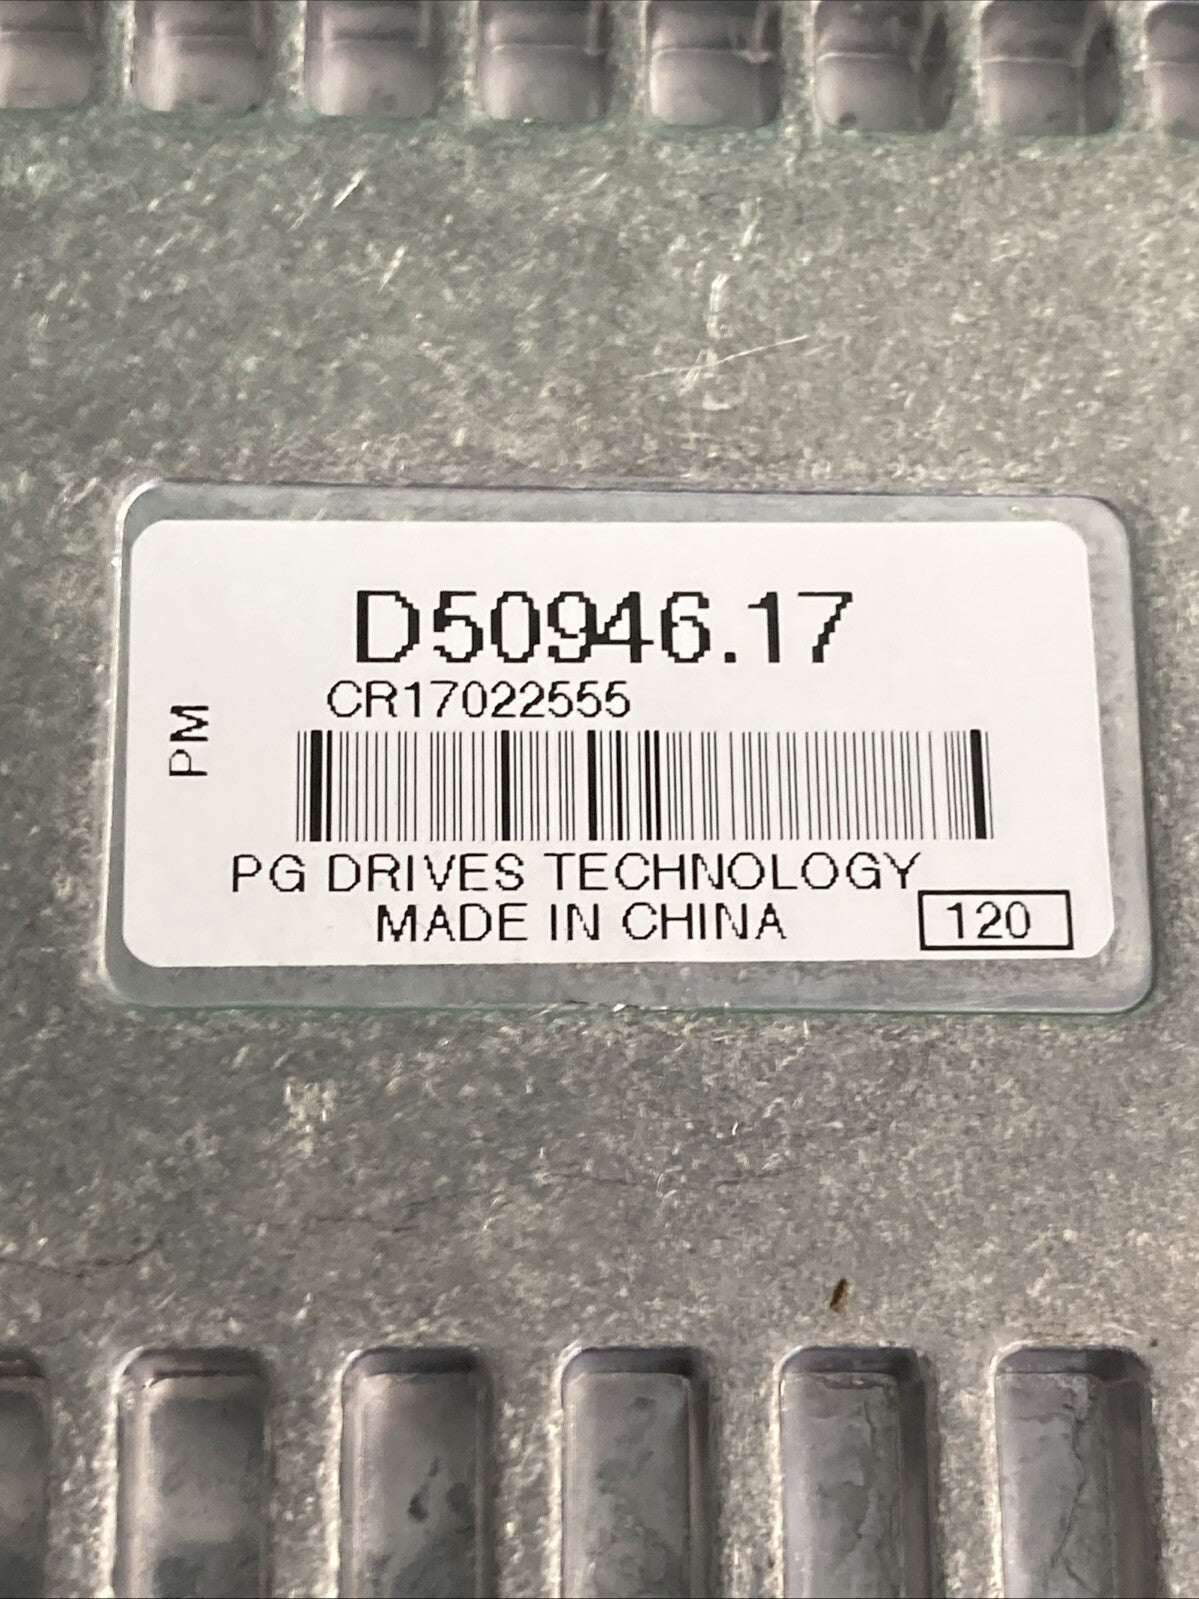 D50946.17
CR17022555
PM
PG DRIVES TECHNOLOGY
MADE IN CHINA
120